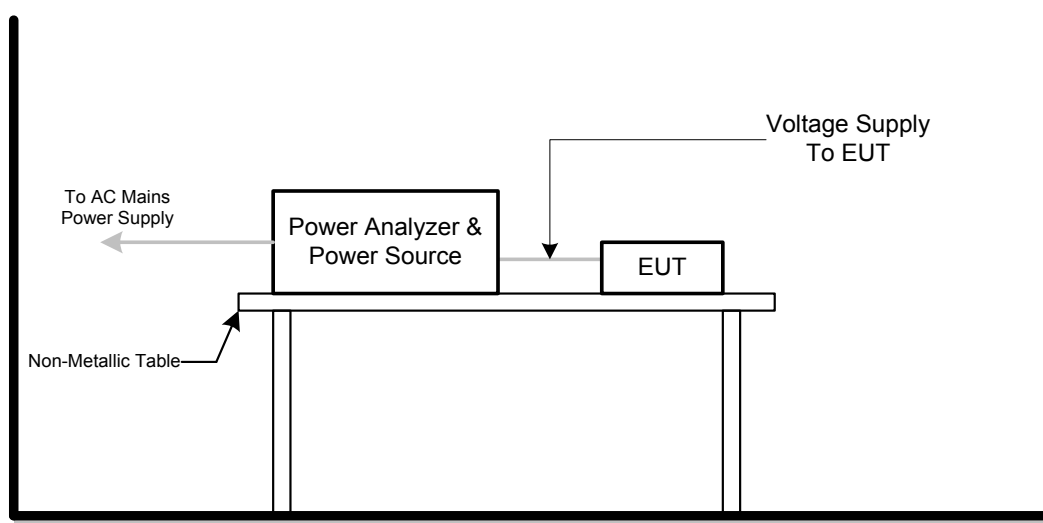 Voltage Supply
To EUT
To AC Mains
Power Supply
Power Analyzer &
Power Source
EUT
Non-Metallic Table